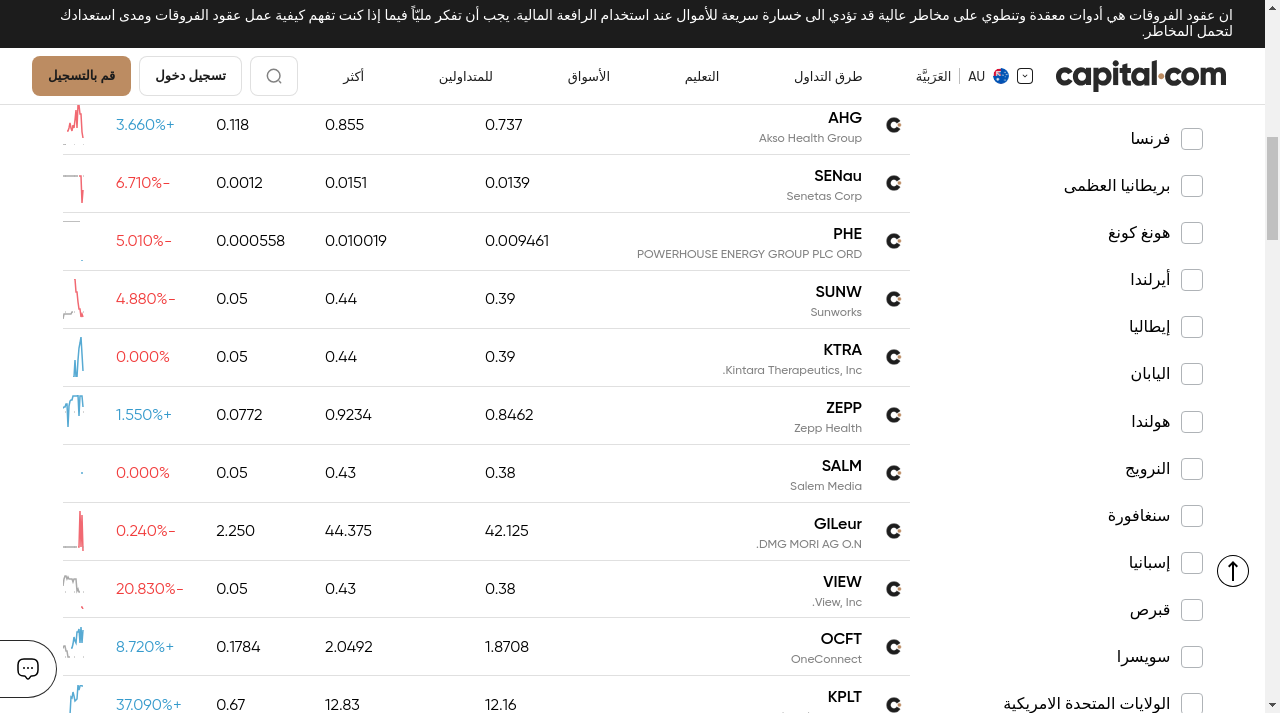 ان عقود الفروقات هي أدوات معقدة وتنطوي على مخاطر عالية قد تؤدي الى خسارة سريعة للأموال عند استخدام الرافعة المالية. يجب أن تفكر مليّاً فيما إذا كنت تفهم كيفية عمل عقود الفروقات ومدى استعدادك
لتحمل المخاطر.
capital.com
AU | العَرَبيَّة
طرق التداول
التعليم
الأسواق
للمتداولين
أكثر
تسجيل دخول
قم بالتسجيل
فرنسا
بريطانيا العظمى
هونغ كونغ
أيرلندا
إيطاليا
اليابان
هولندا
النرويج
سنغافورة
إسبانيا
قبرص
سويسرا
الولايات المتحدة الامريكية
AHG 0.737 0.855 0.118 3.660%+
Akso Health Group
SENau 0.0139 0.0151 0.0012 6.710%-
Senetas Corp
PHE 0.009461 0.010019 0.000558 5.010%-
POWERHOUSE ENERGY GROUP PLC ORD
SUNW 0.39 0.44 0.05 4.880%-
Sunworks
KTRA 0.39 0.44 0.05 0.000%
.Kintara Therapeutics, Inc
ZEPP 0.8462 0.9234 0.0772 1.550%+
Zepp Health
SALM 0.38 0.43 0.05 0.000%
Salem Media
GILeur 42.125 44.375 2.250 0.240%-
.DMG MORI AG O.N
VIEW 0.38 0.43 0.05 20.830%-
.View, Inc
OCFT 1.8708 2.0492 0.1784 8.720%+
OneConnect
KPLT 12.16 12.83 0.67 37.090%+